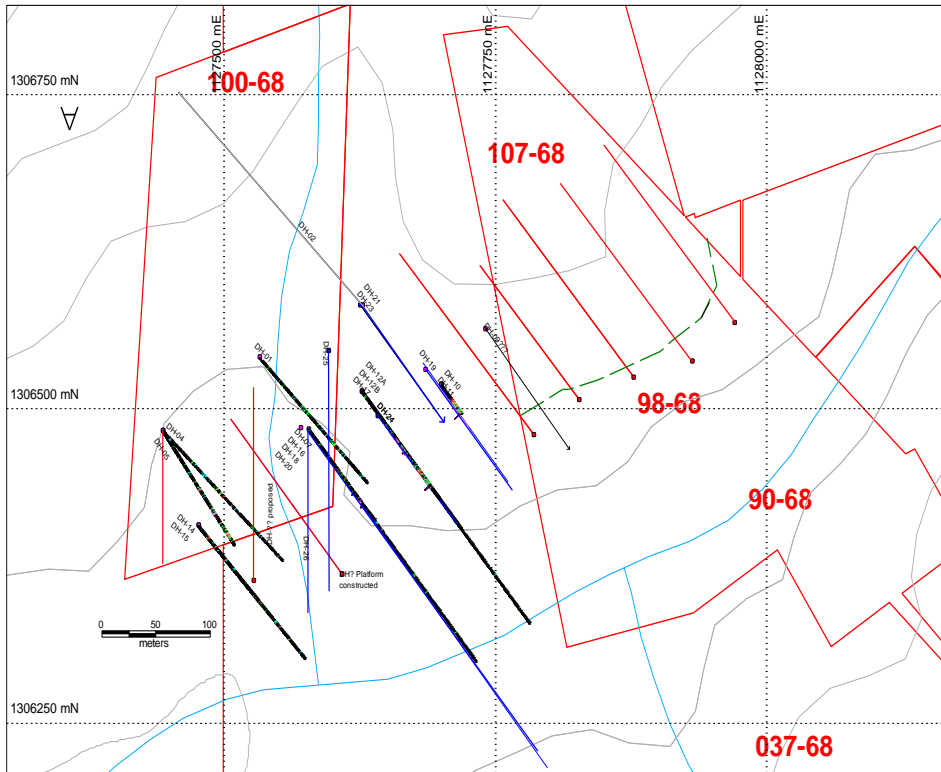 1127500 mE
1127750 mE
1128000 mE
1306750 mN
100-68
107-68
DH-02
DH-21
DH-23
DH-09???
DH-01
DH-25
DH-19
DH-10
DH-12A
DH-12B
DH-24
1306500 mN
98-68
DH-04
DH-05
DH-07
DH-16
DH-18
DH-20
DH-?? proposed
90-68
DH-14
DH-15
DH-26
H? Platform
constructed
0 50 100
meters
1306250 mN
037-68